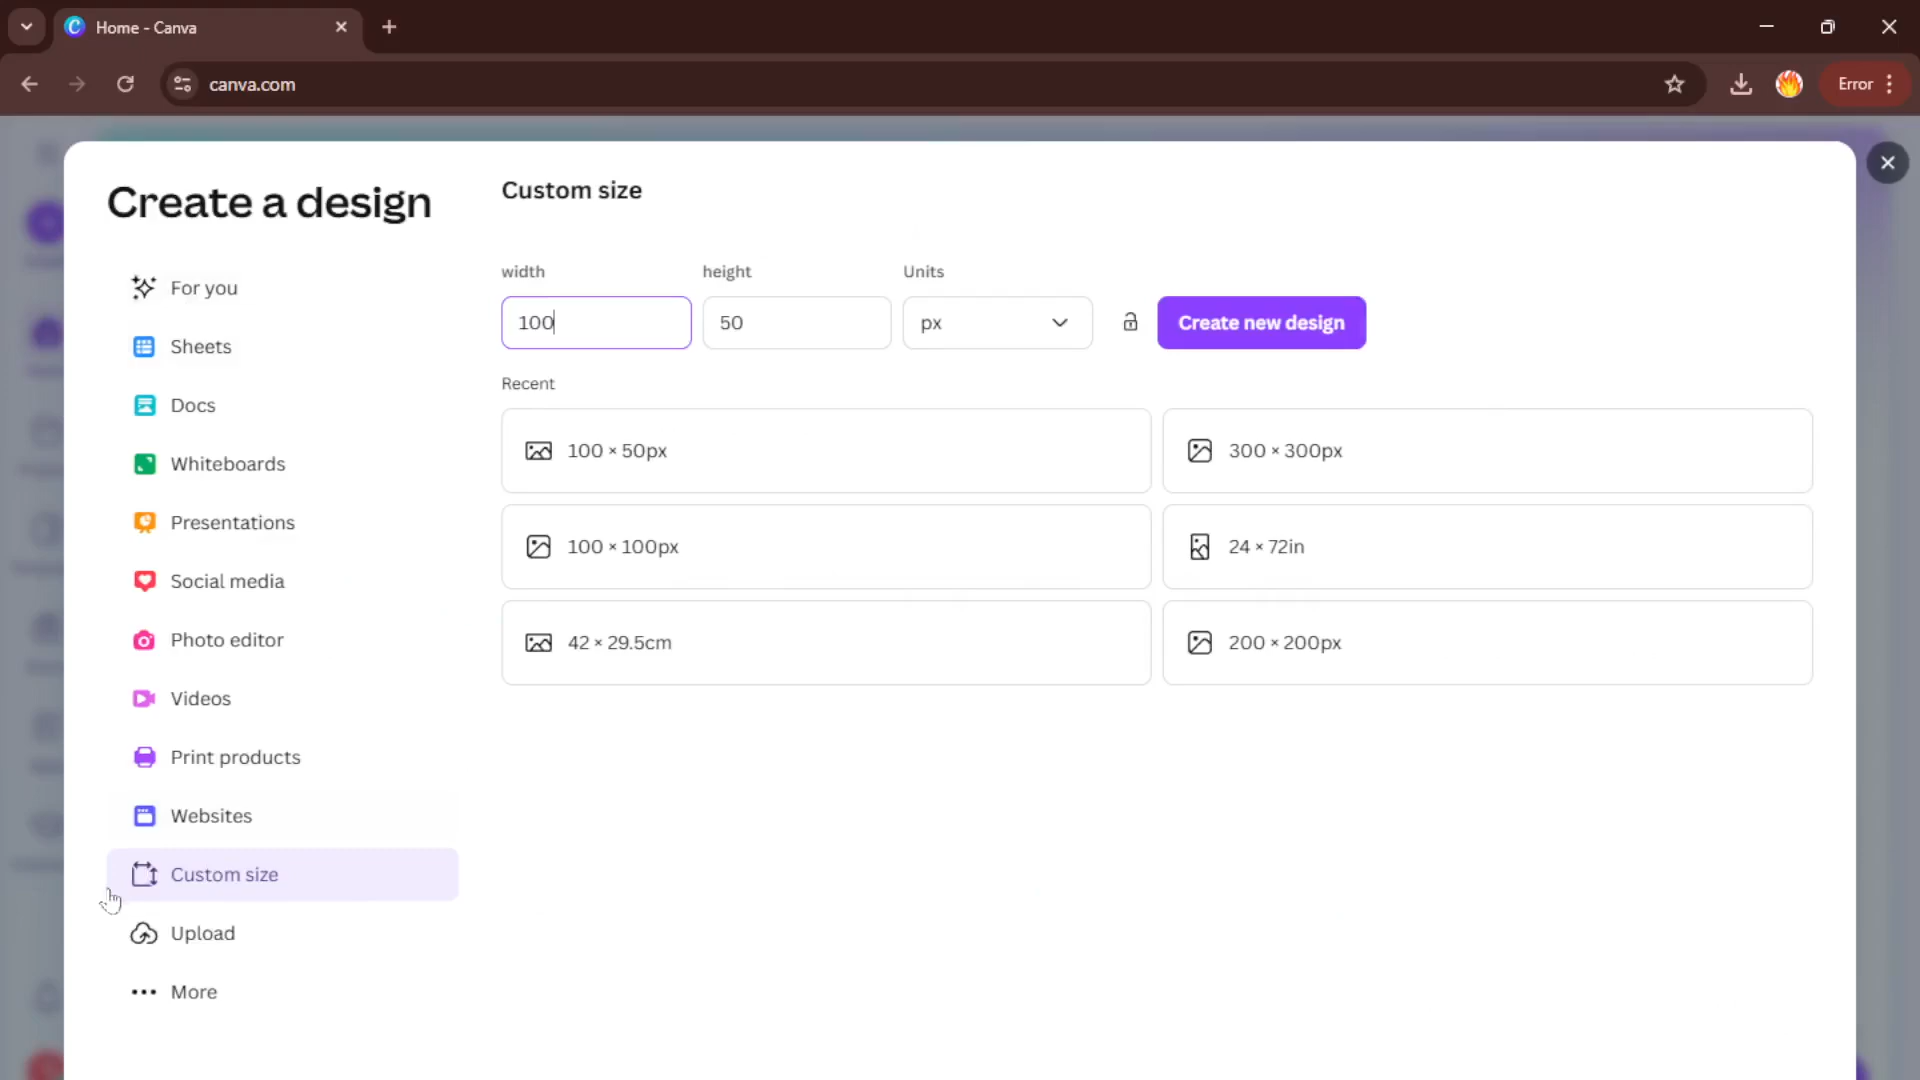 Home - Canva
canva.com
Error
Create a design
For you
Sheets
Docs
Whiteboards
Presentations
Social media
Photo editor
Videos
Print products
Websites
Custom size
Upload
More
Custom size
width height Units
100 50 px Create new design
Recent
100 × 50px
300 × 300px
100 × 100px
24 × 72in
42 × 29.5cm
200 × 200px